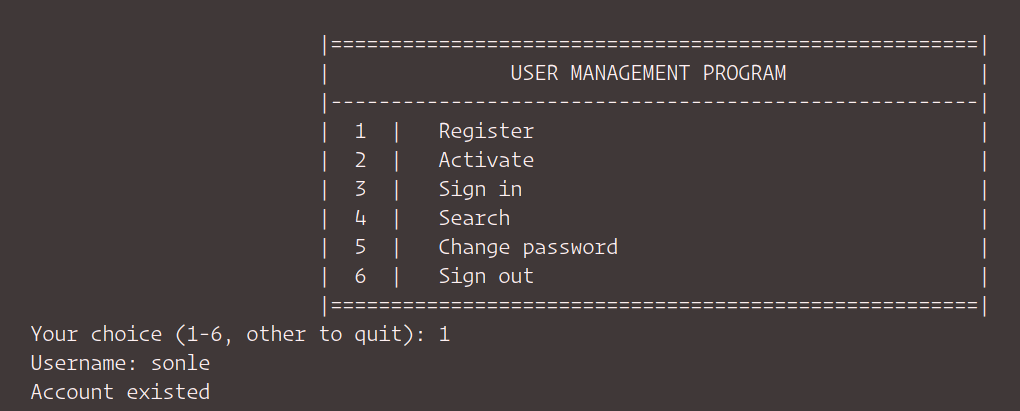 |======================================================|
|               USER MANAGEMENT PROGRAM                |
|------------------------------------------------------|
|  1  |   Register                                     |
|  2  |   Activate                                     |
|  3  |   Sign in                                      |
|  4  |   Search                                       |
|  5  |   Change password                              |
|  6  |   Sign out                                     |
|======================================================|
Your choice (1-6, other to quit): 1
Username: sonle
Account existed